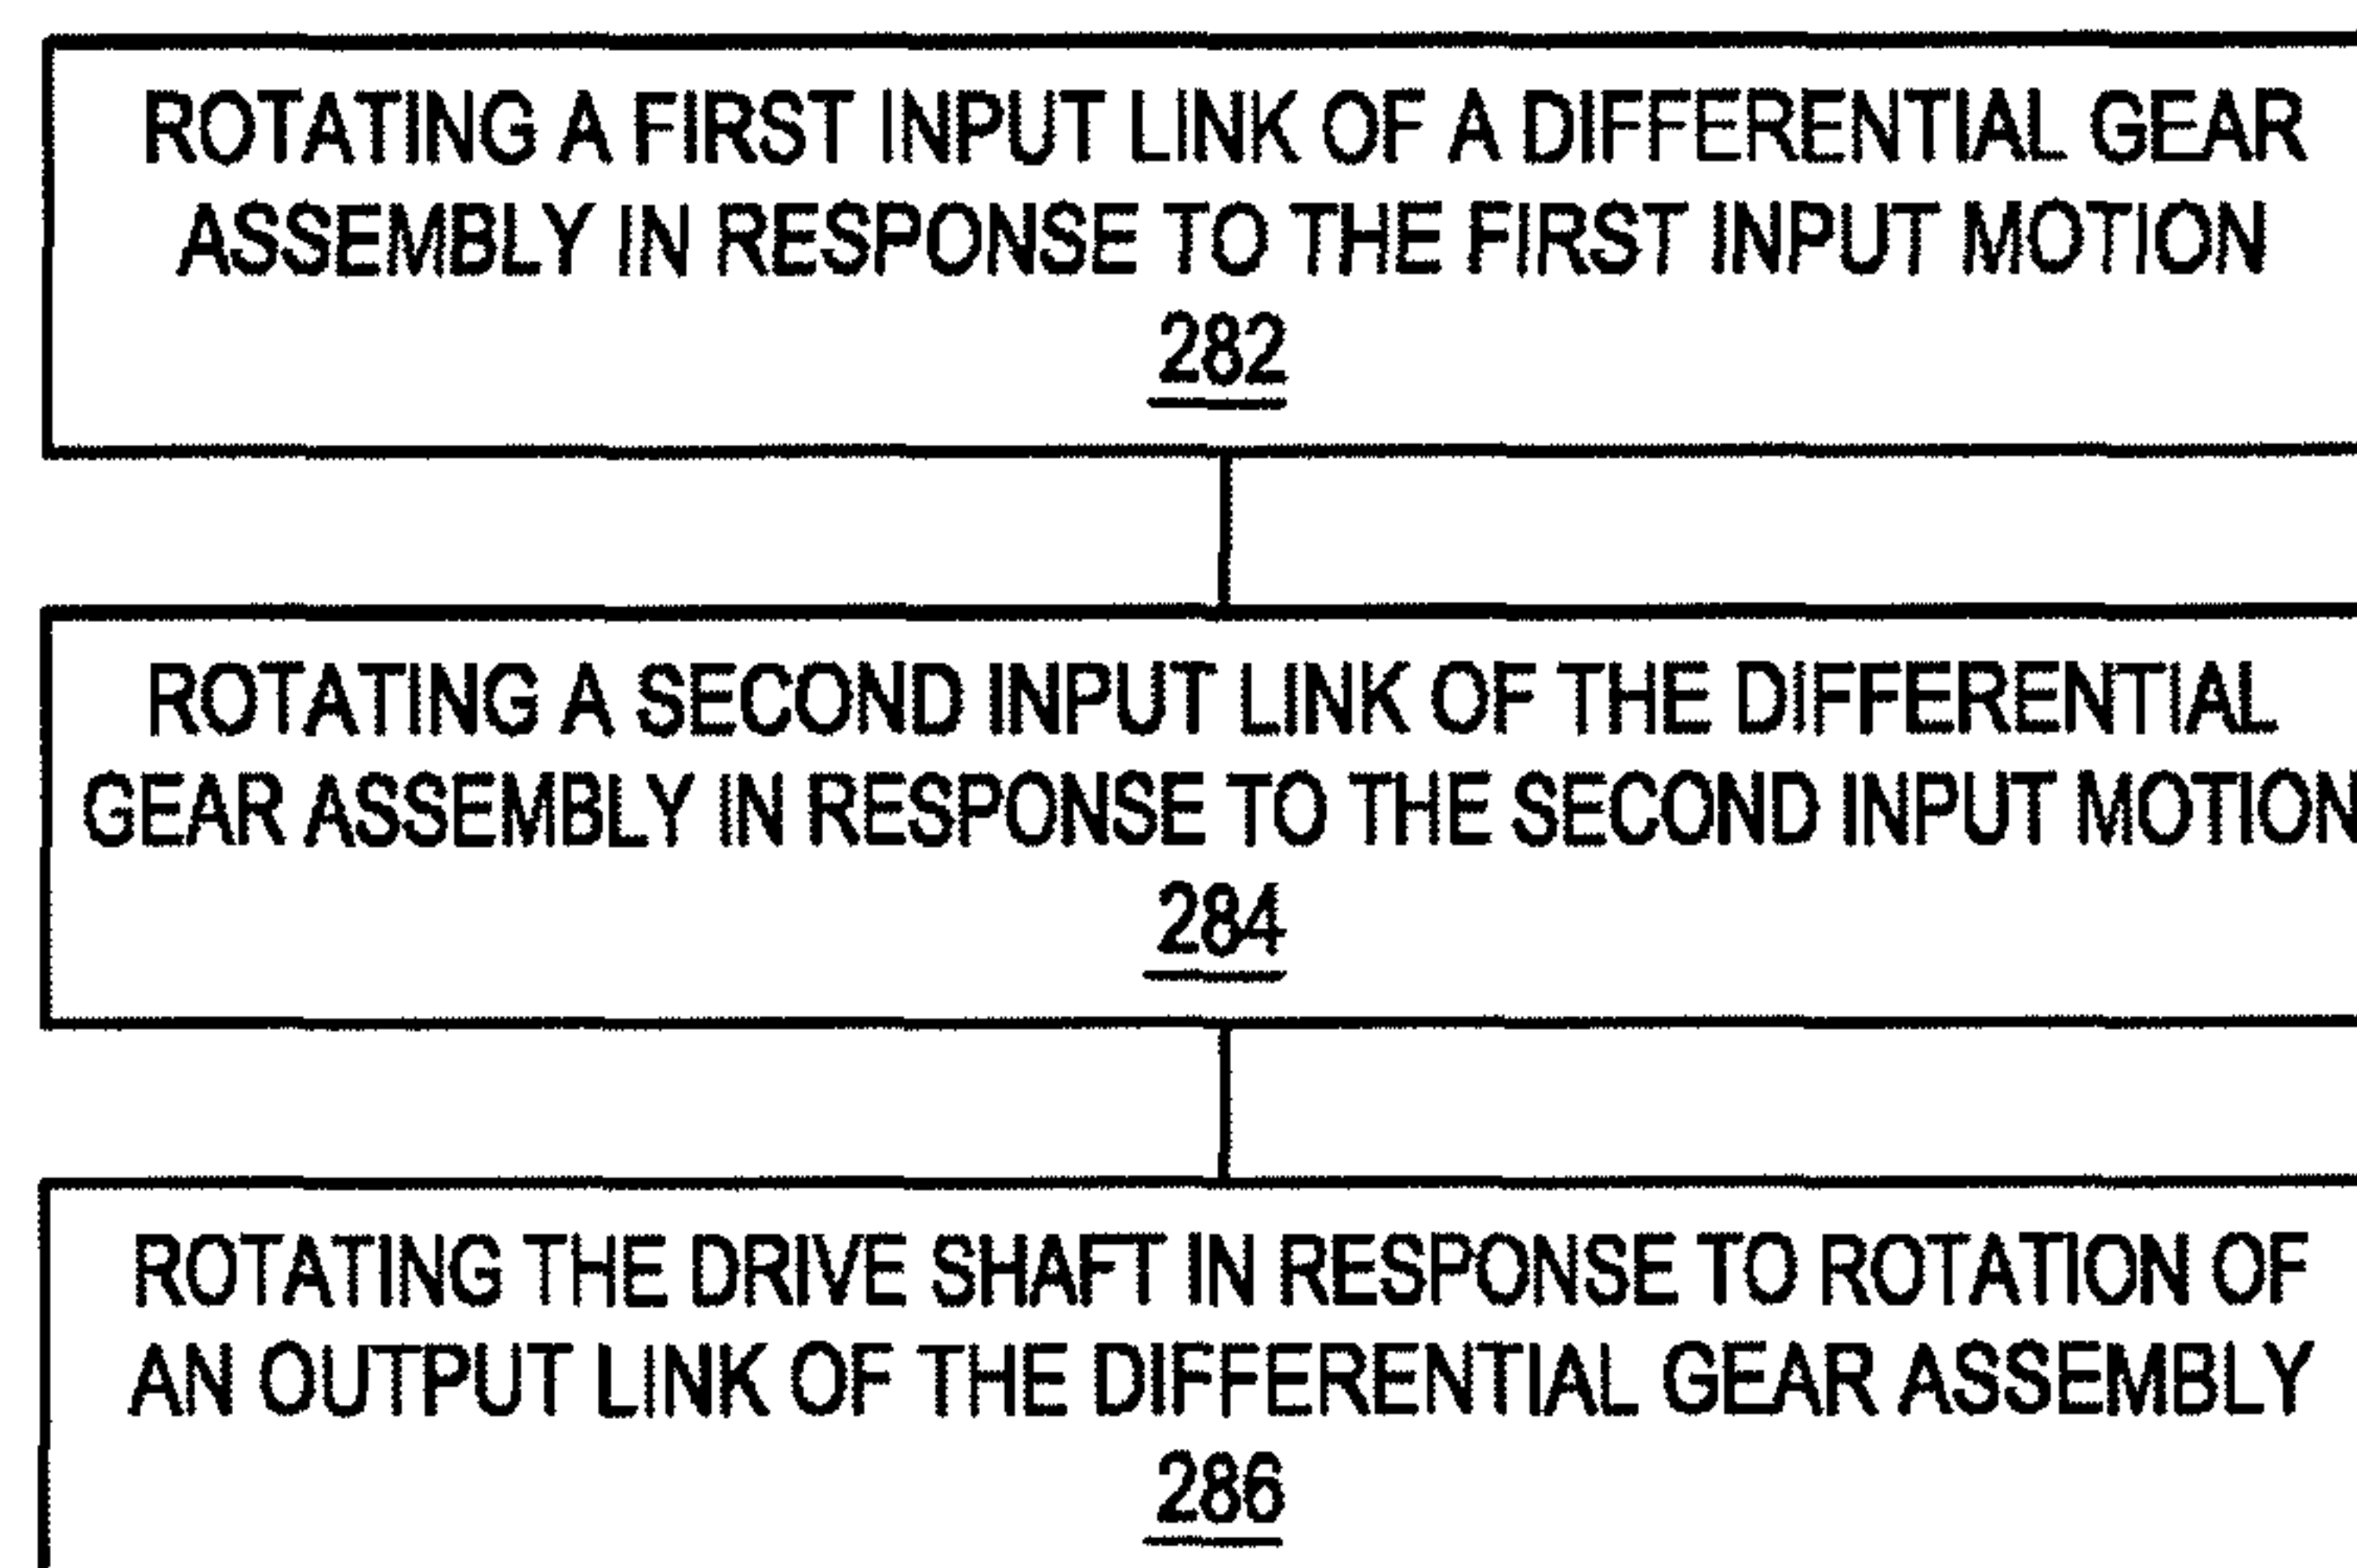 ROTATING A FIRST INPUT LINK OF A DIFFERENTIAL GEAR
ASSEMBLY IN RESPONSE TO THE FIRST INPUT MOTION
282
ROTATING A SECOND INPUT LINK OF THE DIFFERENTIAL
GEAR ASSEMBLY IN RESPONSE TO THE SECOND INPUT MOTION
284
ROTATING THE DRIVE SHAFT IN RESPONSE TO ROTATION OF
AN OUTPUT LINK OF THE DIFFERENTIAL GEAR ASSEMBLY
286